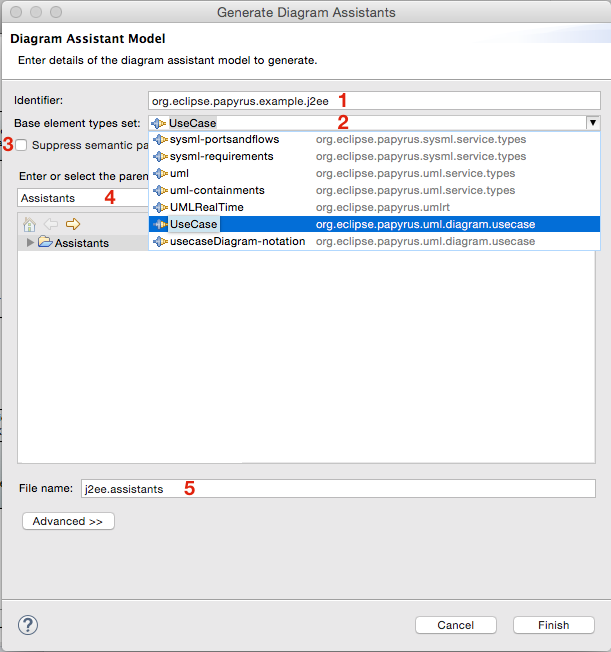 Generate Diagram Assistants
Diagram Assistant Model
Enter details of the diagram assistant model to generate.
Identifier: org.eclipse.papyrus.example.j2ee 1
Base element types set: UseCase 2
3 Suppress semantic pa
sysml-portsandflows org.eclipse.papyrus.sysml.service.types
sysml-requirements org.eclipse.papyrus.sysml.service.types
uml org.eclipse.papyrus.uml.service.types
uml-containments org.eclipse.papyrus.uml.service.types
UMLRealTime org.eclipse.papyrus.umlrt
UseCase org.eclipse.papyrus.uml.diagram.usecase
usecaseDiagram-notation org.eclipse.papyrus.uml.diagram.usecase
Enter or select the paren
Assistants 4
Assistants
File name: j2ee.assistants 5
Advanced >>
? Cancel Finish